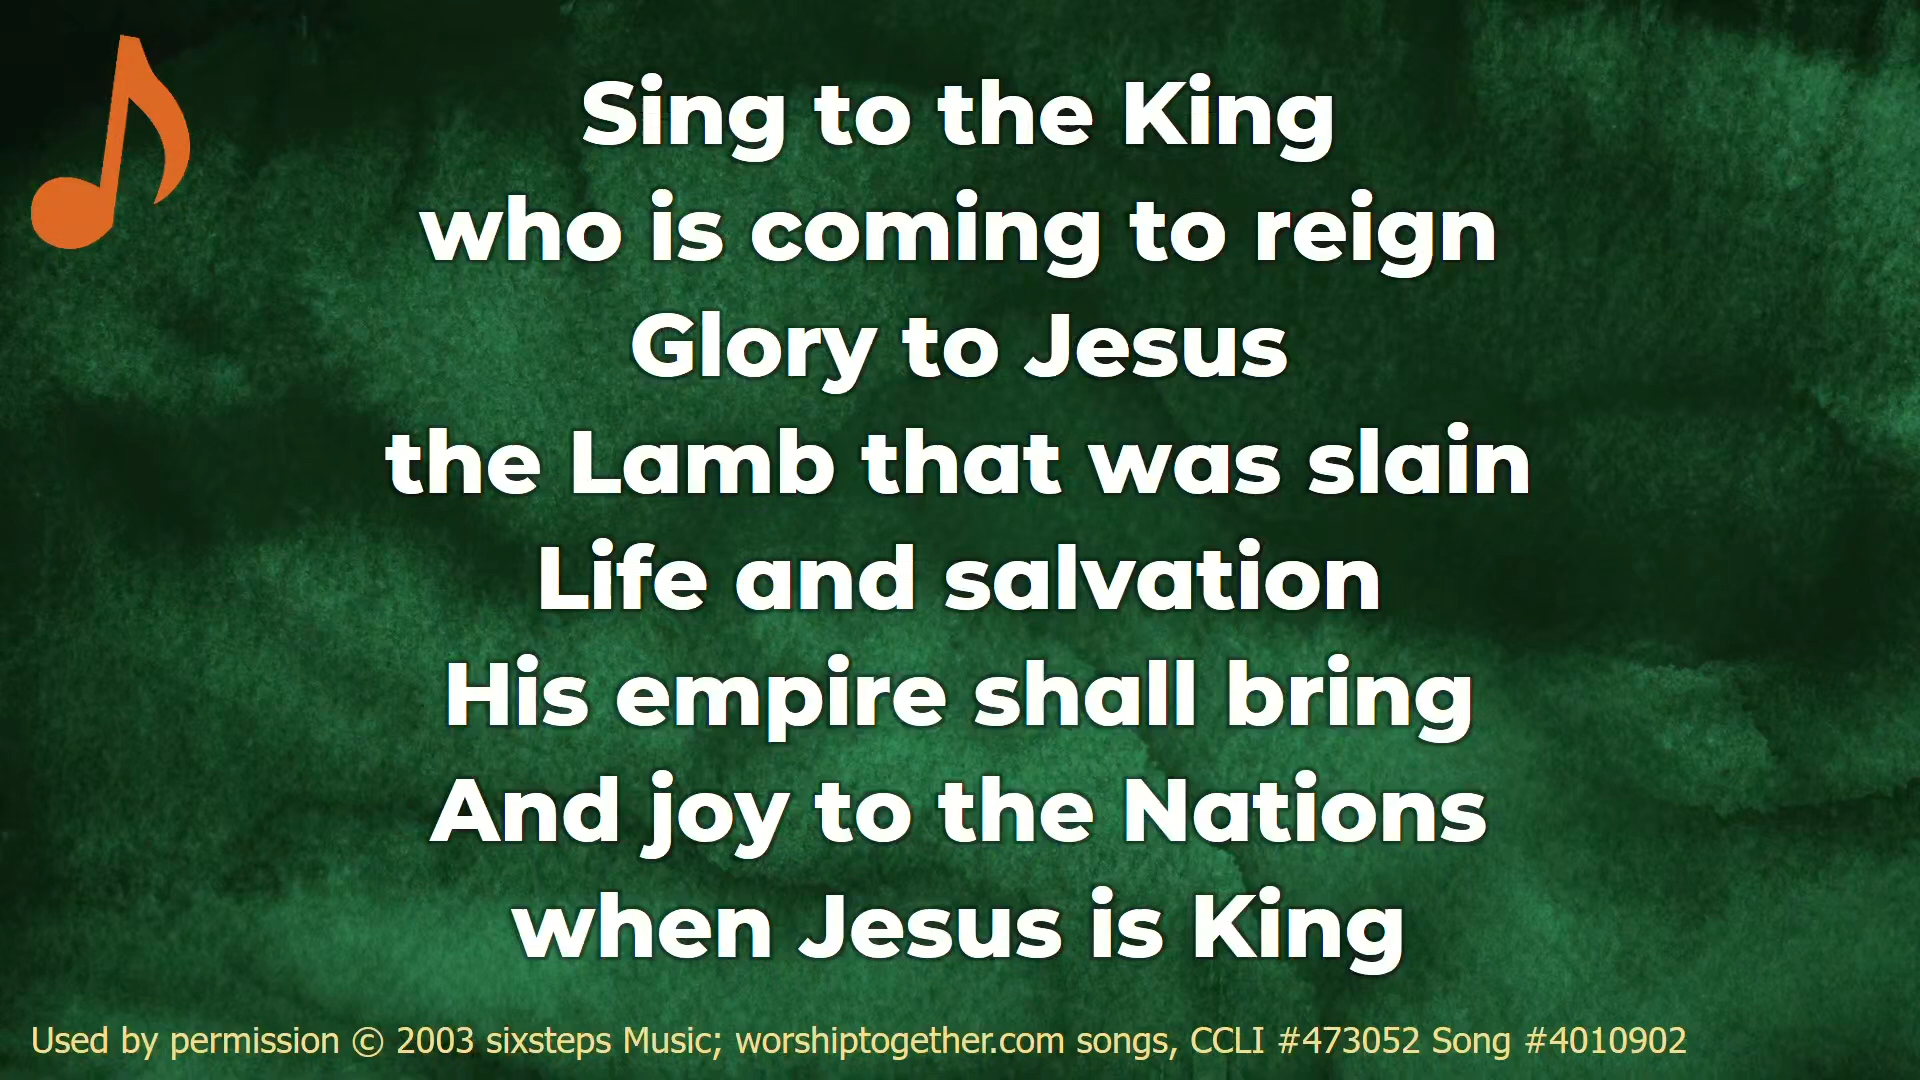 Sing to the King
who is coming to reign
Glory to Jesus
the Lamb that was slain
Life and salvation
His empire shall bring
And joy to the Nations
when Jesus is King
Used by permission © 2003 sixsteps Music; worshiptogether.com songs, CCLI #473052 Song #4010902